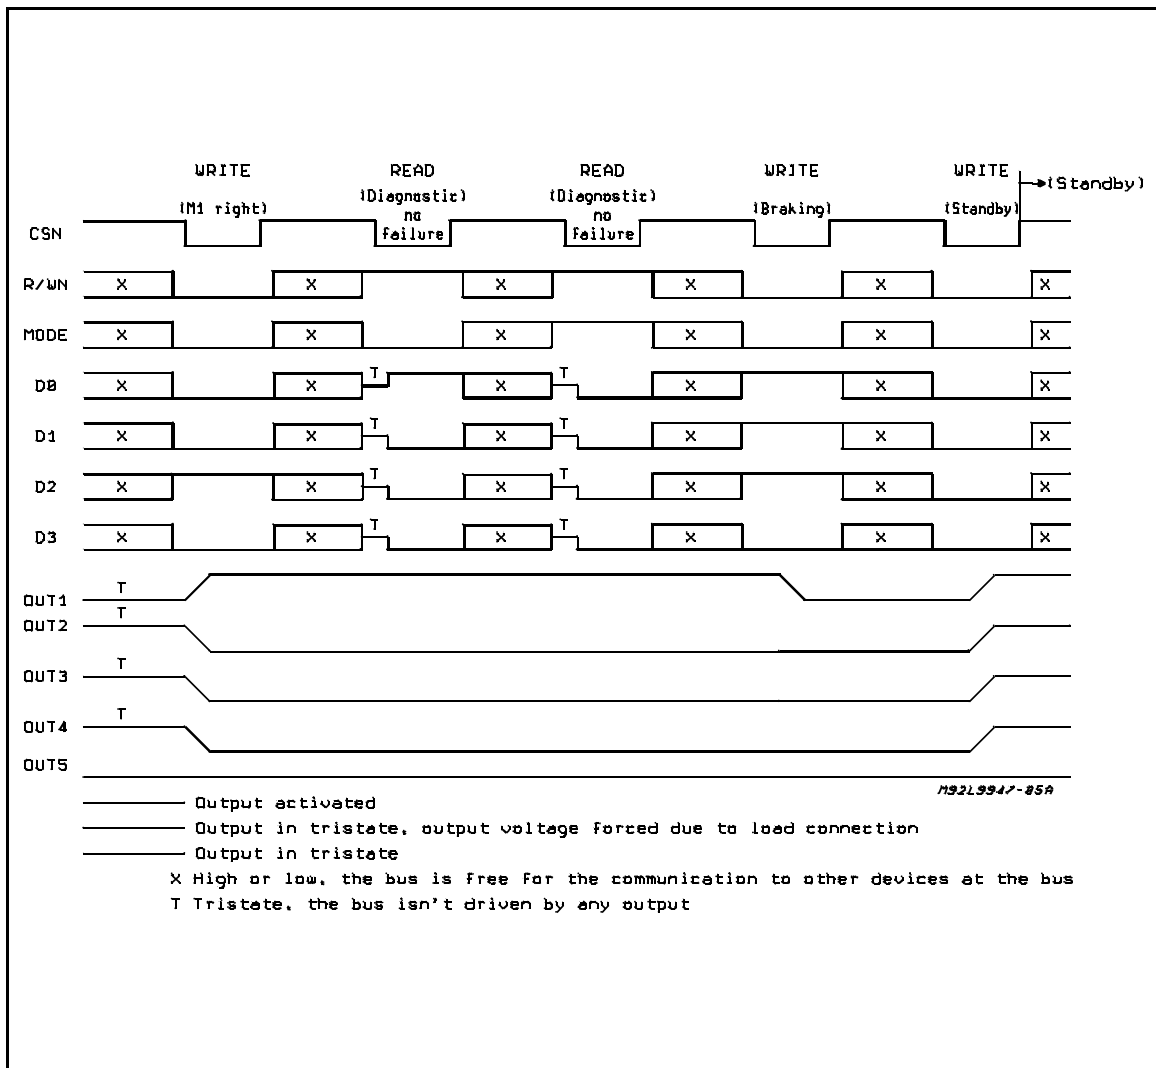 WRITE READ READ WRITE WRITE
(Diagnostic) (Diagnostic) →(Standby)
(M1 right) no no (Braking) (Standby)
CSN failure failure
R/WN X X X X X X
MODE X X X X X X
T T
D0 X X X X X X
T T
D1 X X X X X X
T T
D2 X X X X X X
T T
D3 X X X X X X
T
OUT1
T
OUT2
T
OUT3
T
OUT4
OUT5
M92L9947-85A
Output activated
Output in tristate, output voltage forced due to load connection
Output in tristate
X High or low, the bus is free for the communication to other devices at the bus
T Tristate, the bus isn't driven by any output